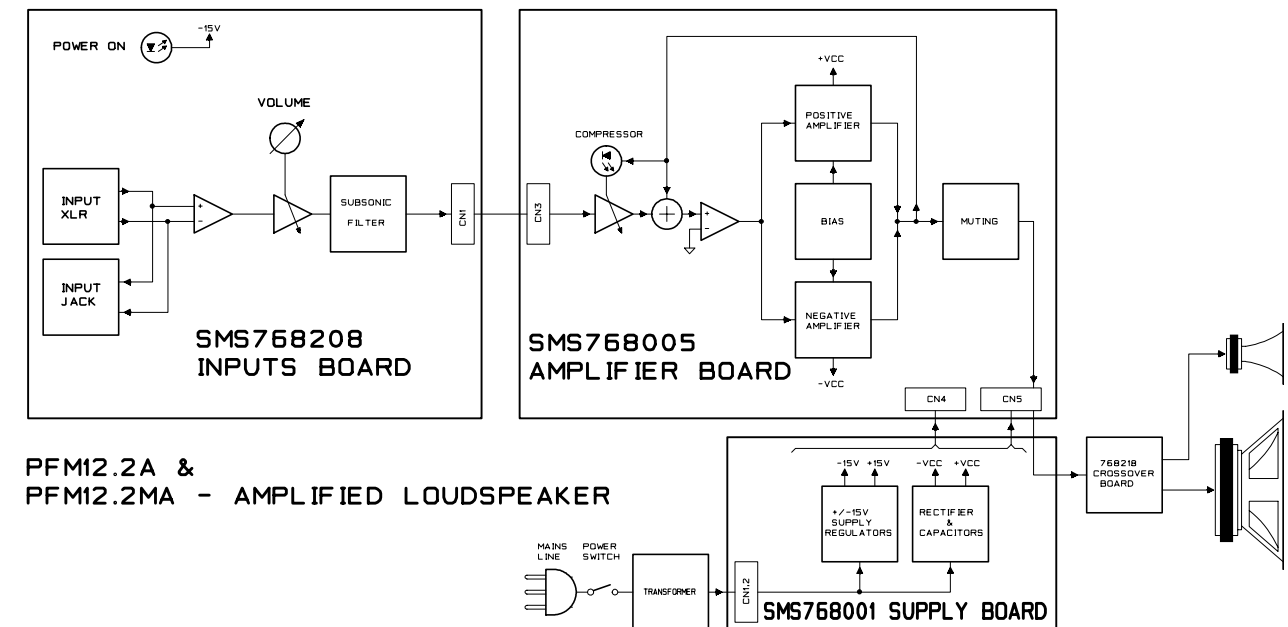 POWER ON
-15V
VOLUME
INPUT
XLR
+
-
SUBSONIC
FILTER
CN1
INPUT
JACK
SMS768208
INPUTS BOARD
CN3
COMPRESSOR
+
+
-
+VCC
POSITIVE
AMPLIFIER
BIAS
NEGATIVE
AMPLIFIER
-VCC
MUTING
SMS768005
AMPLIFIER BOARD
CN4
CN5
PFM12.2A &
PFM12.2MA - AMPLIFIED LOUDSPEAKER
-15V +15V
-VCC +VCC
+/-15V
SUPPLY
REGULATORS
RECTIFIER
&
CAPACITORS
768218
CROSSOVER
BOARD
MAINS
LINE
POWER
SWITCH
TRANSFORMER
CN1.2
SMS768001 SUPPLY BOARD